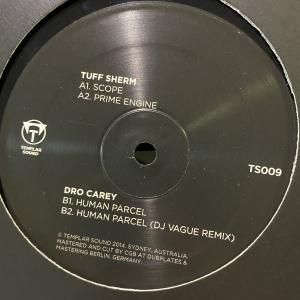 TUFF SHERM
A1. SCOPE
A2. PRIME ENGINE
T
TEMPLAR
SOUND
TS009
DRO CAREY
B1. HUMAN PARCEL
B2. HUMAN PARCEL (DJ VAGUE REMIX)
© TEMPLAR SOUND 2014, SYDNEY, AUSTRALIA.
MASTERED AND CUT BY CGB A7 DUBPLATES &
MASTERING BERLIN, GERMANY.